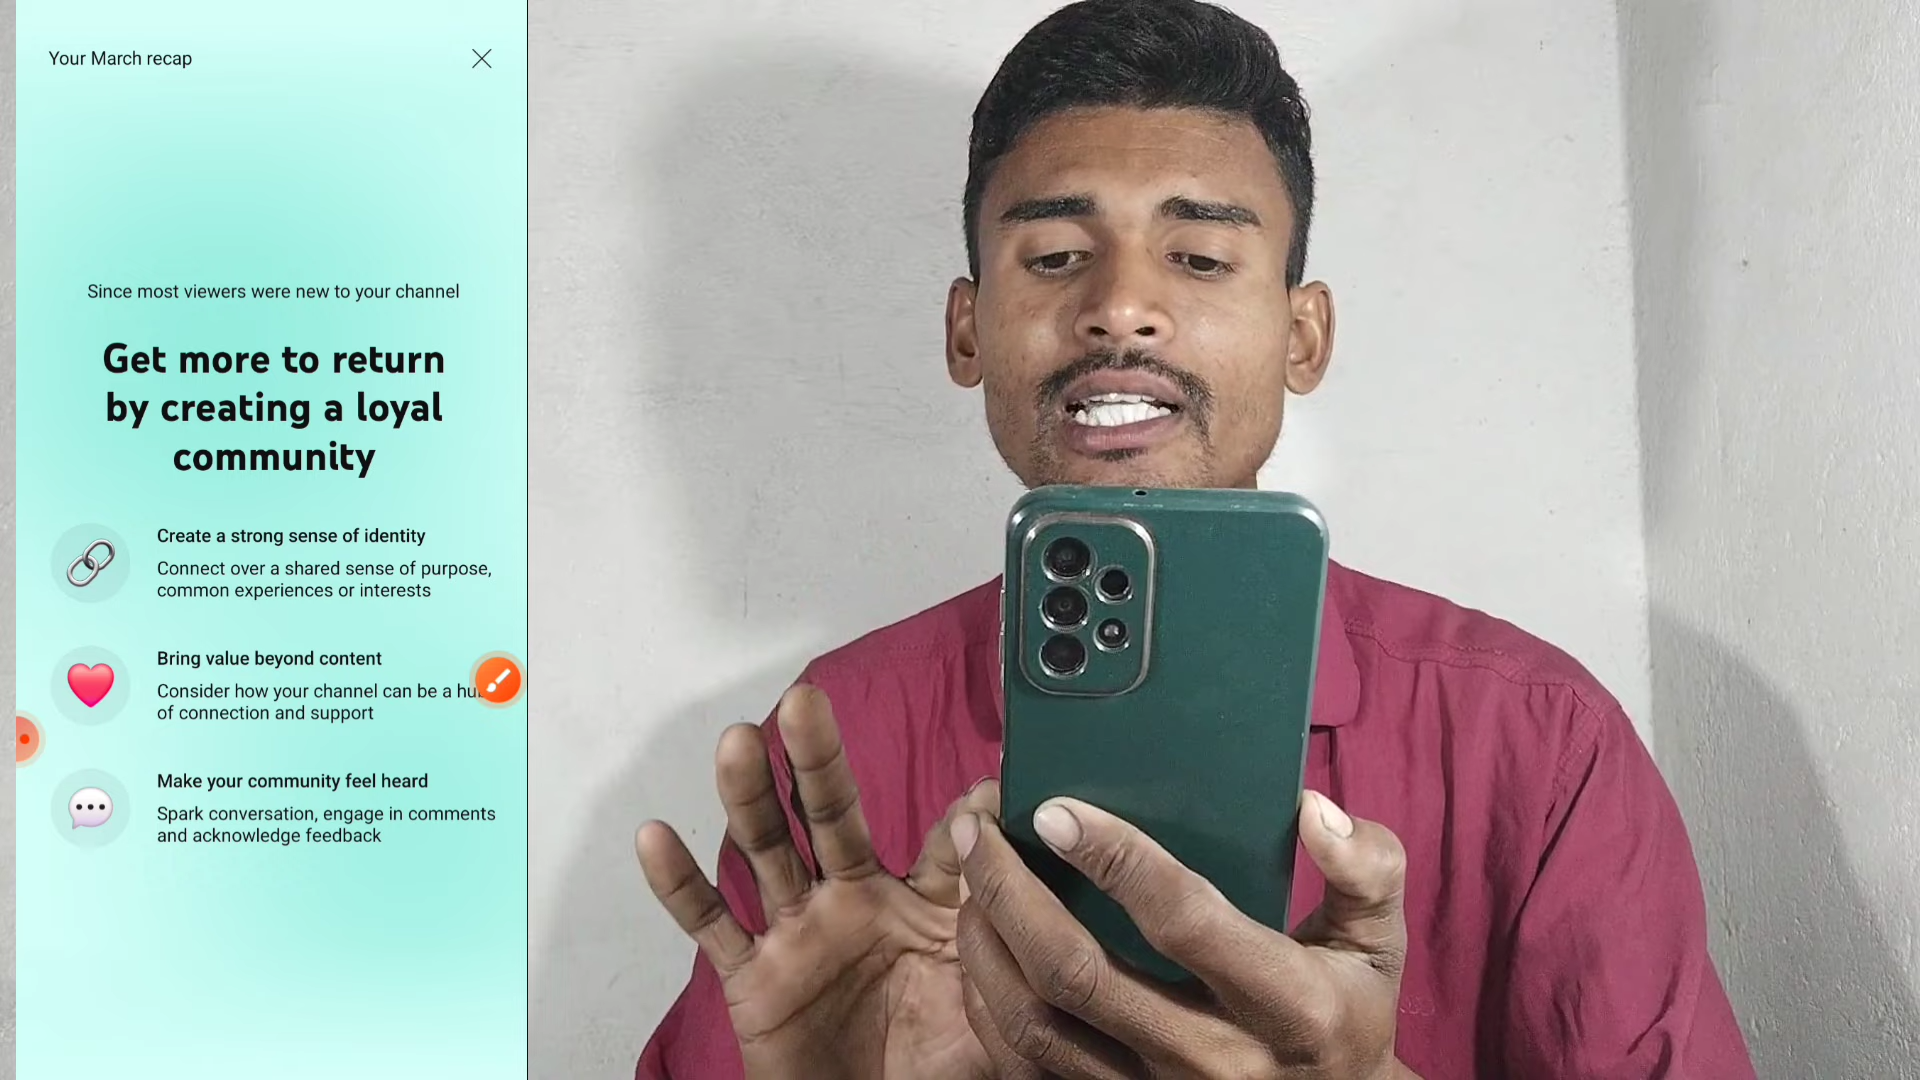 Your March recap
Since most viewers were new to your channel
Get more to return
by creating a loyal
community
Create a strong sense of identity
Connect over a shared sense of purpose,
common experiences or interests
Bring value beyond content
Consider how your channel can be a
of connection and support
Make your community feel heard
Spark conversation, engage in comments
and acknowledge feedback